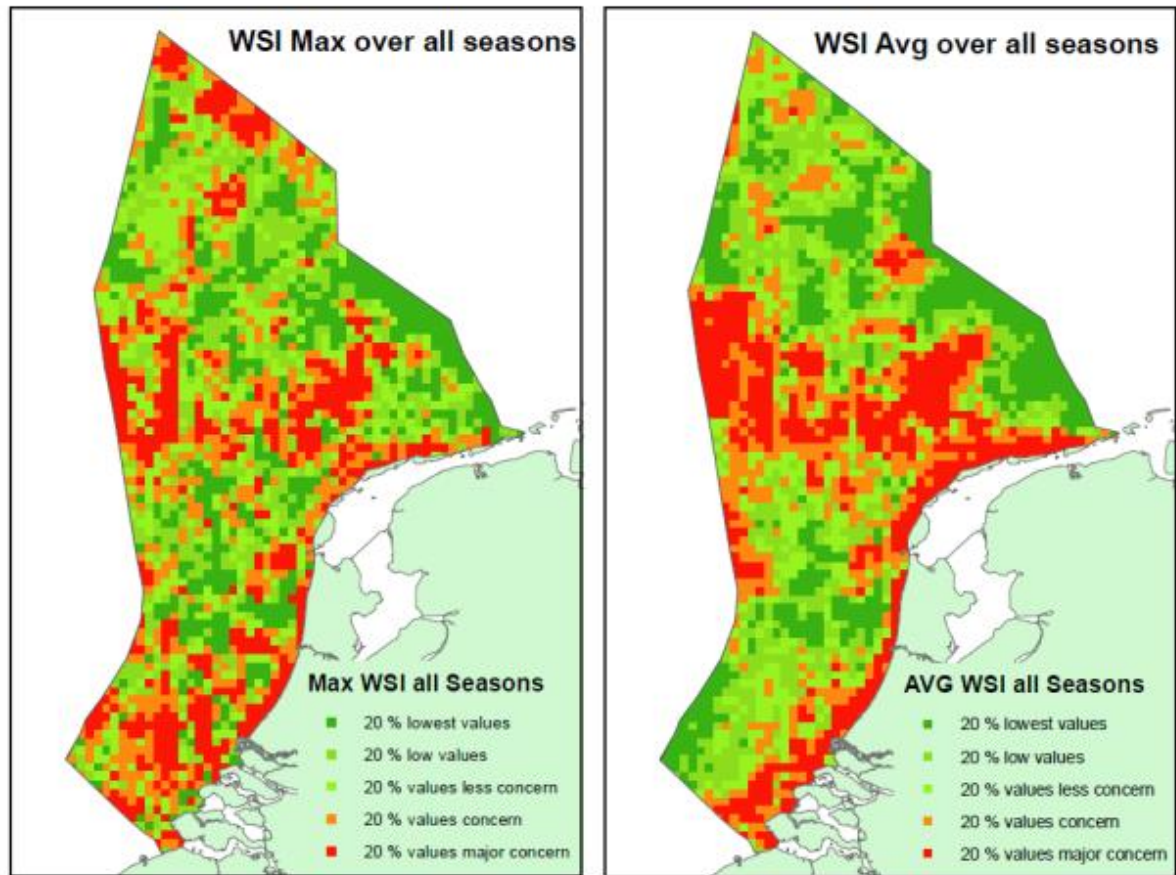 WSI Max over all seasons
Max WSI all Seasons
20 % lowest values
20 % low values
20 % values less concern
20 % values concern
20 % values major concern
WSI Avg over all seasons
AVG WSI all Seasons
20 % lowest values
20 % low values
20 % values less concern
20 % values concern
20 % values major concern